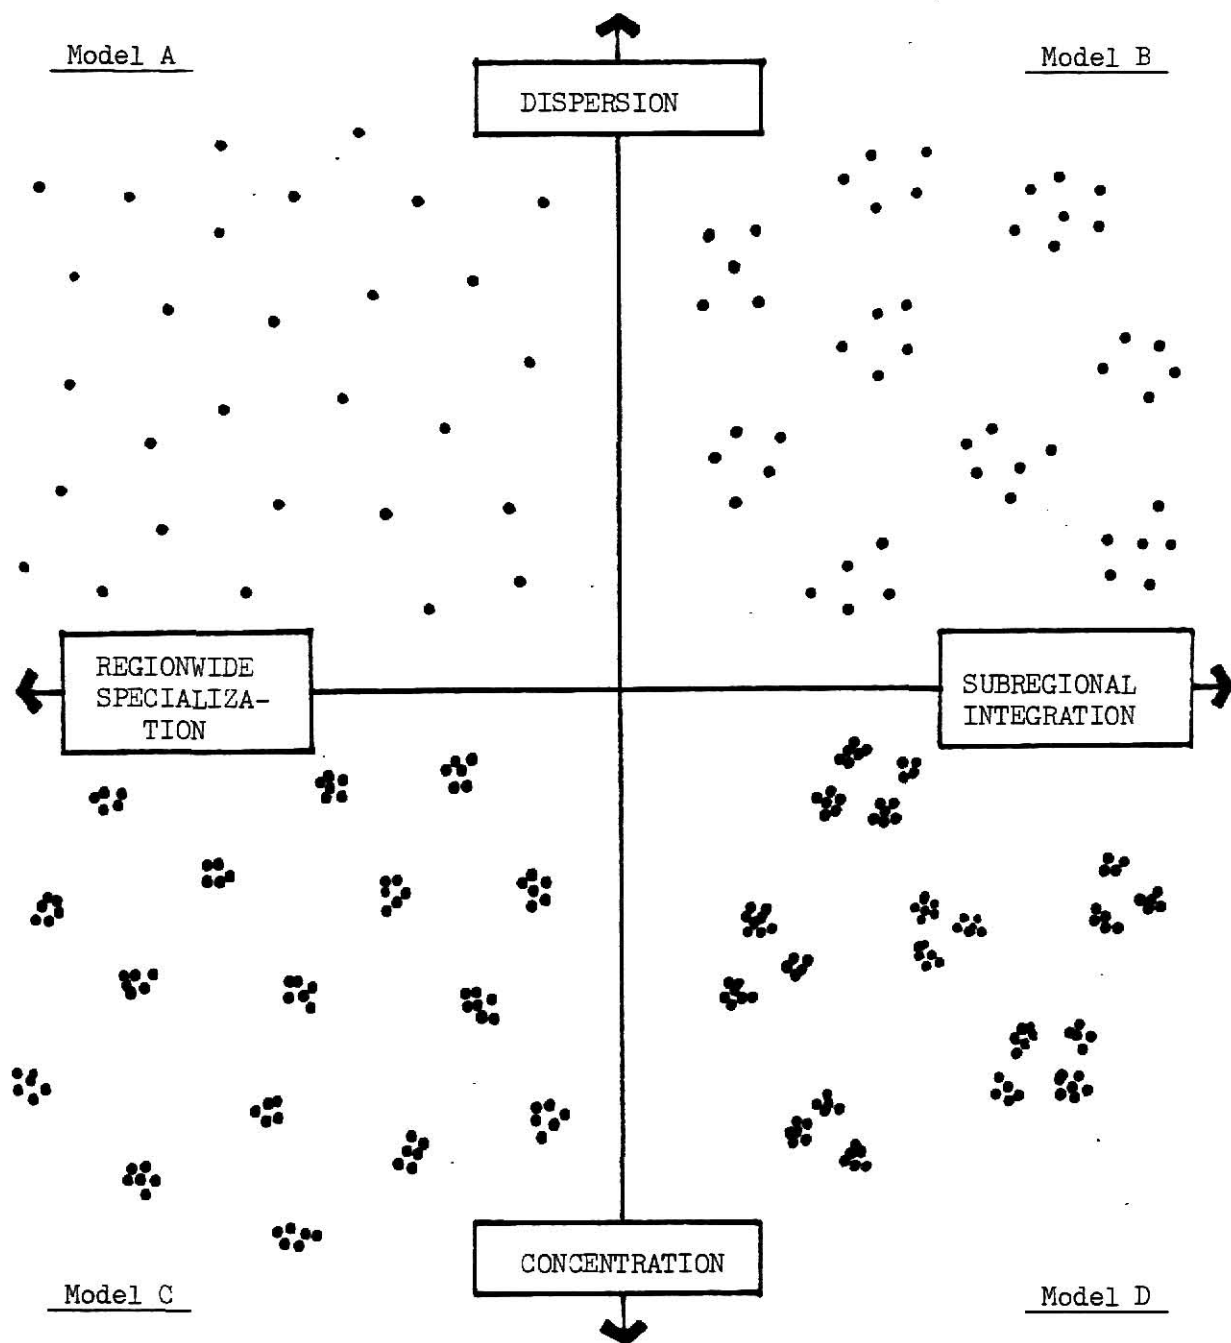 Model A
Model B
DISPERSION
REGIONWIDE
SPECIALIZA-
TION
SUBREGIONAL
INTEGRATION
CONCENTRATION
Model C
Model D